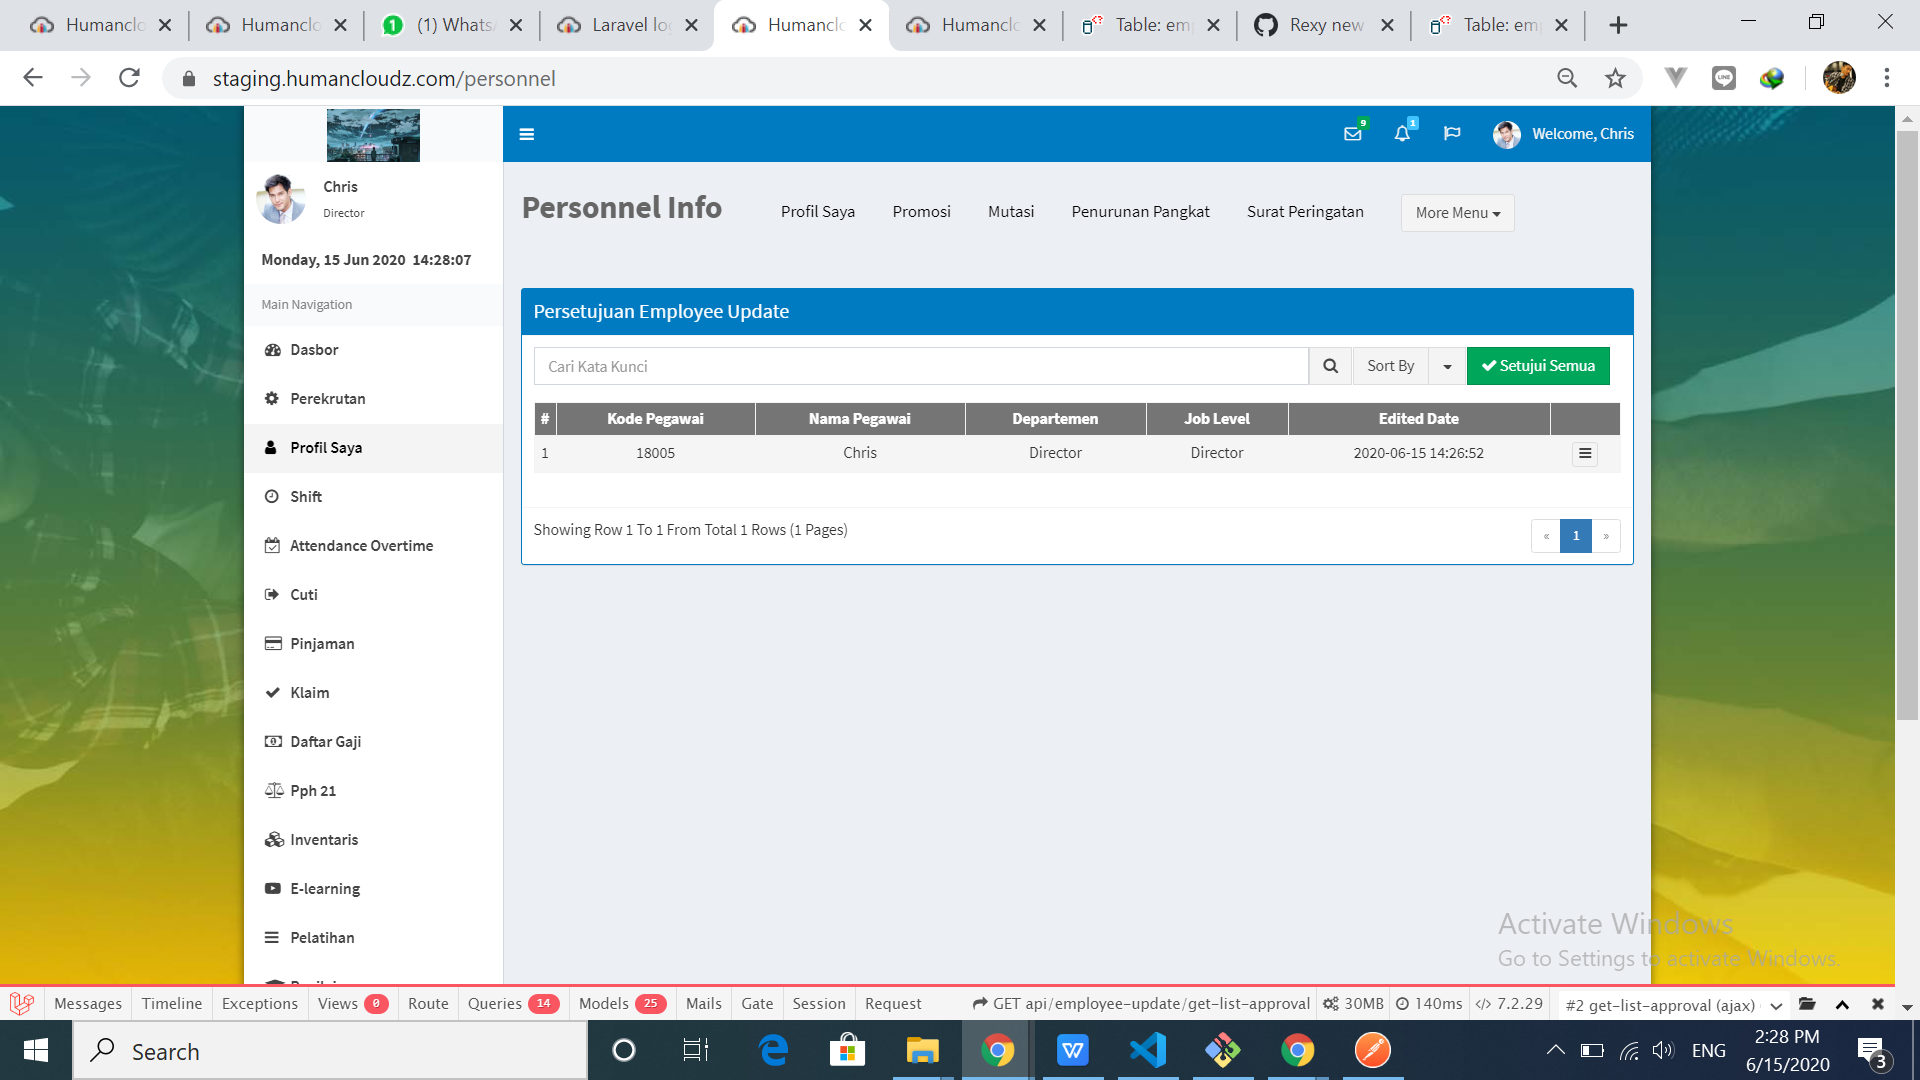 Humanclo
Humanclo
(1) Whats
Laravel log
Humanclo
Humanclo
Table: em
Rexy new
Table: em
staging.humancloudz.com/personnel
9
1
Welcome, Chris
Chris
Director
Monday, 15 Jun 2020 14:28:07
Main Navigation
Dasbor
Perekrutan
Profil Saya
Shift
Attendance Overtime
Cuti
Pinjaman
Klaim
Daftar Gaji
Pph 21
Inventaris
E-learning
Pelatihan
Personnel Info
Profil Saya
Promosi
Mutasi
Penurunan Pangkat
Surat Peringatan
More Menu
Persetujuan Employee Update
Cari Kata Kunci
Sort By
Setujui Semua
# Kode Pegawai Nama Pegawai Departemen Job Level Edited Date
1 18005 Chris Director Director 2020-06-15 14:26:52
Showing Row 1 To 1 From Total 1 Rows (1 Pages)
« 1 »
Activate Windows
Go to Settings to activate Windows.
Messages Timeline Exceptions Views 0 Route Queries 14 Models 25 Mails Gate Session Request GET api/employee-update/get-list-approval 30MB 140ms 7.2.29 #2 get-list-approval (ajax)
Search
ENG
2:28 PM
6/15/2020
3